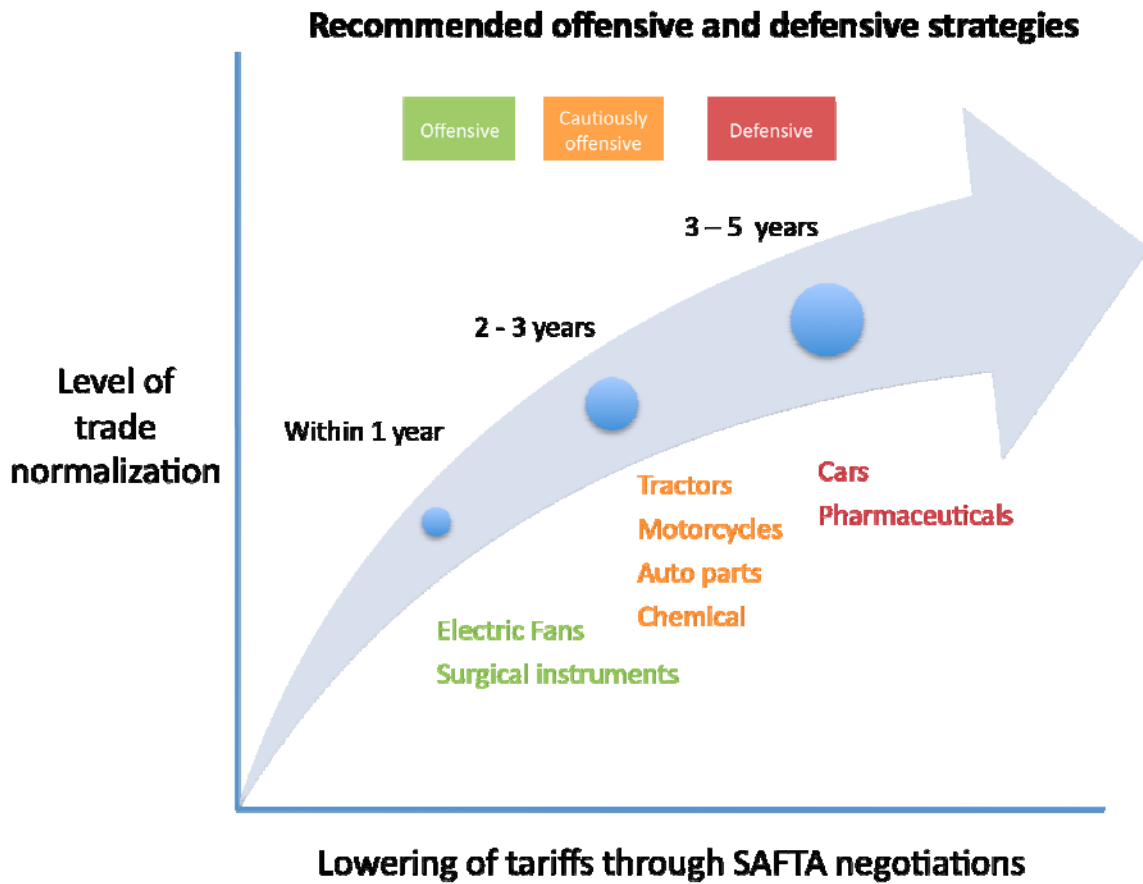 Recommended offensive and defensive strategies
Offensive
Cautiously
offensive
Defensive
3 – 5 years
2 - 3 years
Within 1 year
Level of
trade
normalization
Cars
Pharmaceuticals
Tractors
Motorcycles
Auto parts
Chemical
Electric Fans
Surgical instruments
Lowering of tariffs through SAFTA negotiations